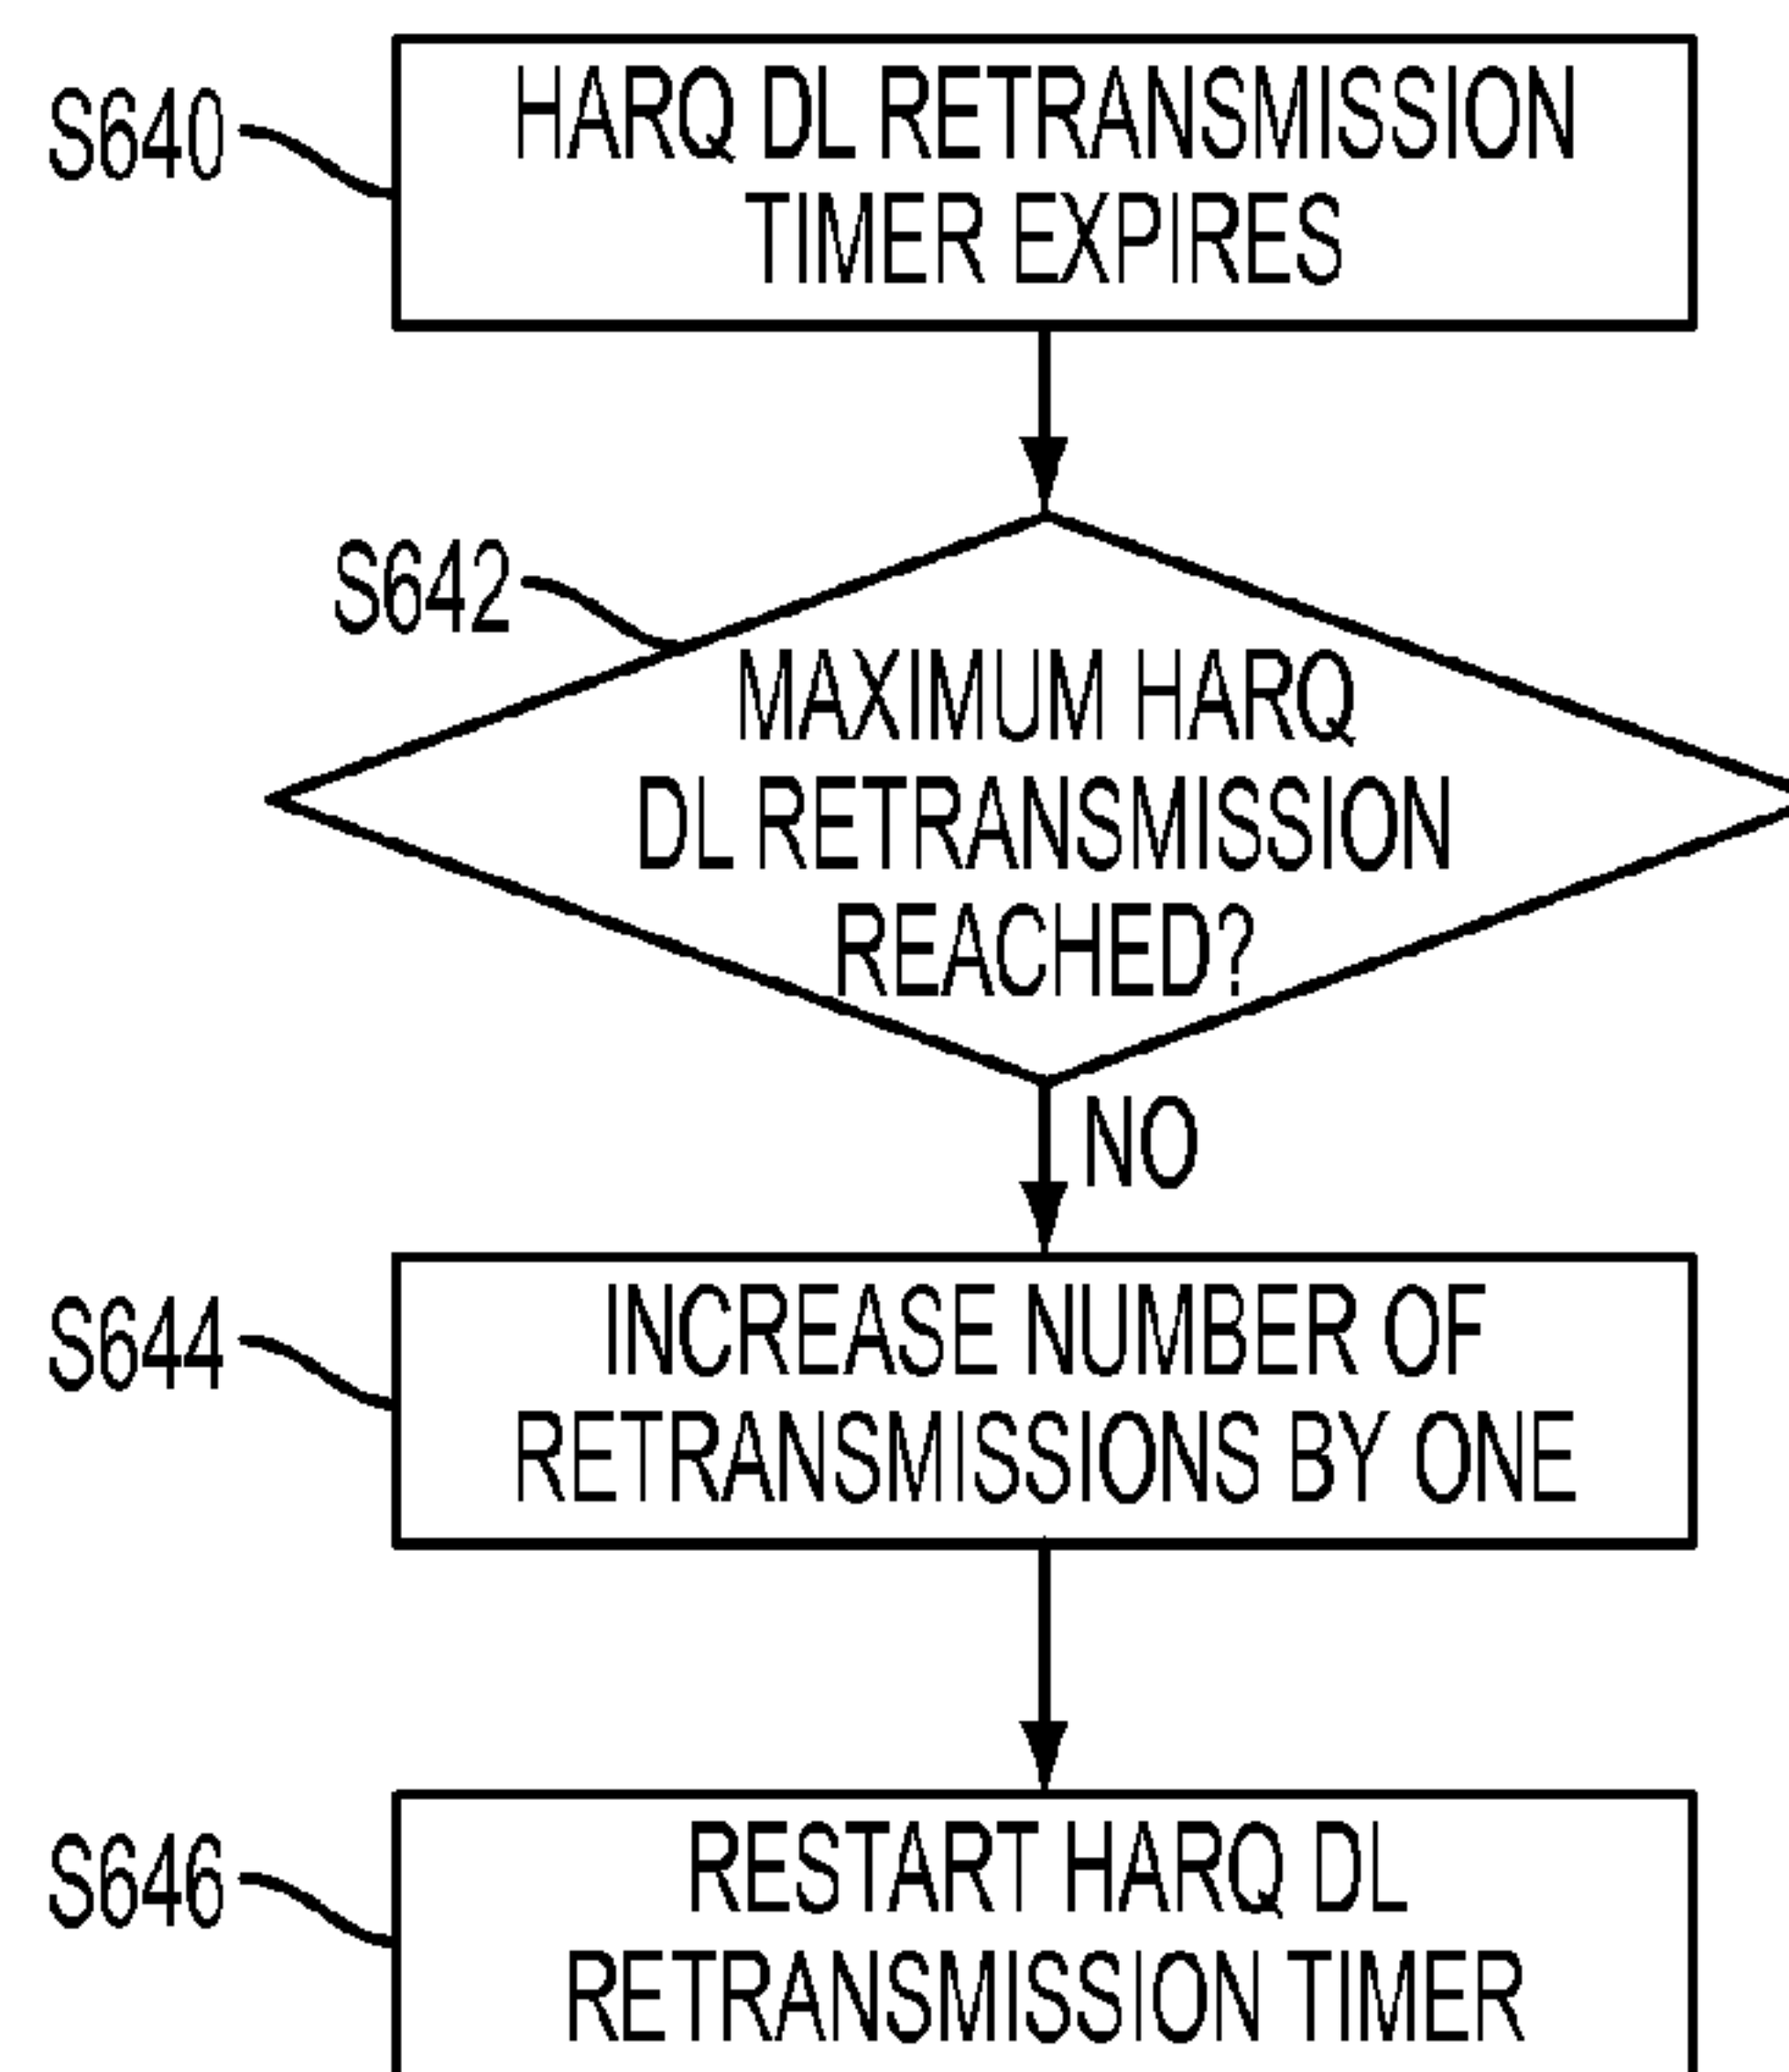 S640
HARQ DL RETRANSMISSION
TIMER EXPIRES
S642
MAXIMUM HARQ
DL RETRANSMISSION
REACHED?
NO
S644
INCREASE NUMBER OF
RETRANSMISSIONS BY ONE
S646
RESTART HARQ DL
RETRANSMISSION TIMER